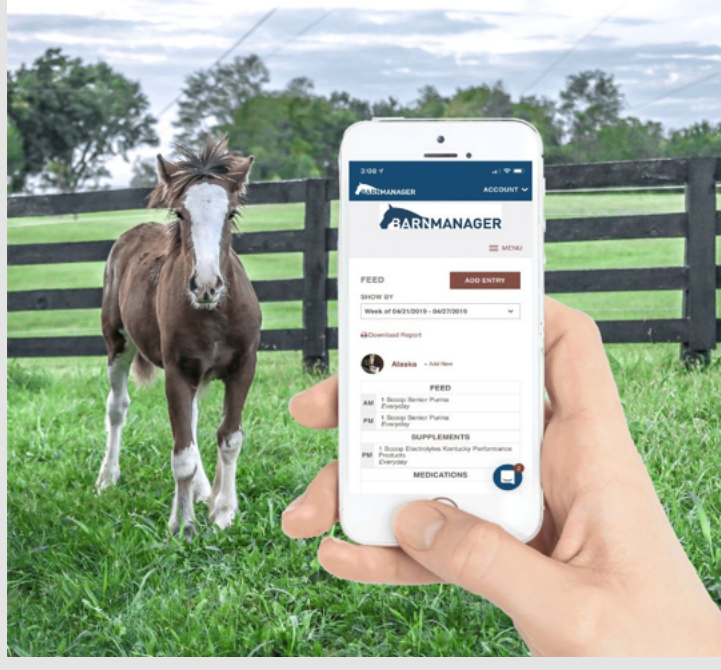 3:08
BARNMANAGER ACCOUNT
BARNMANAGER
MENU
FEED ADD ENTRY
SHOW BY
Week of 04/21/2019 - 04/27/2019
Download Report
Alaska + Add New
FEED
AM 1 Scoop Senior Purina
Everyday
PM 1 Scoop Senior Purina
Everyday
SUPPLEMENTS
PM 1 Scoop Electrolytes Kentucky Performance
Products
Everyday
MEDICATIONS